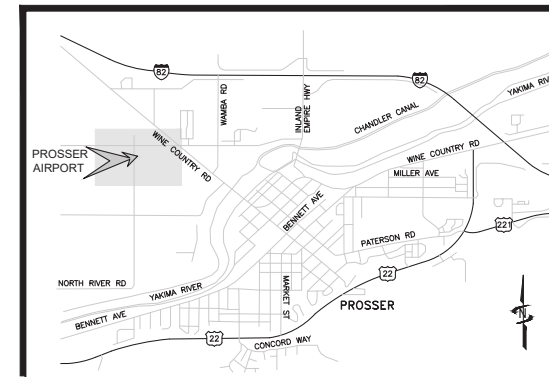 82
82
YAKIMA RIV
WAMBA RD
INLAND
EMPIRE HWY
CHANDLER CANAL
WINE COUNTRY RD
WINE COUNTRY RD
PROSSER
AIRPORT
MILLER AVE
BENNETT AVE
221
PATERSON RD
NORTH RIVER RD
22
YAKIMA RIVER
MARKET ST
PROSSER
N
BENNETT AVE
22
CONCORD WAY